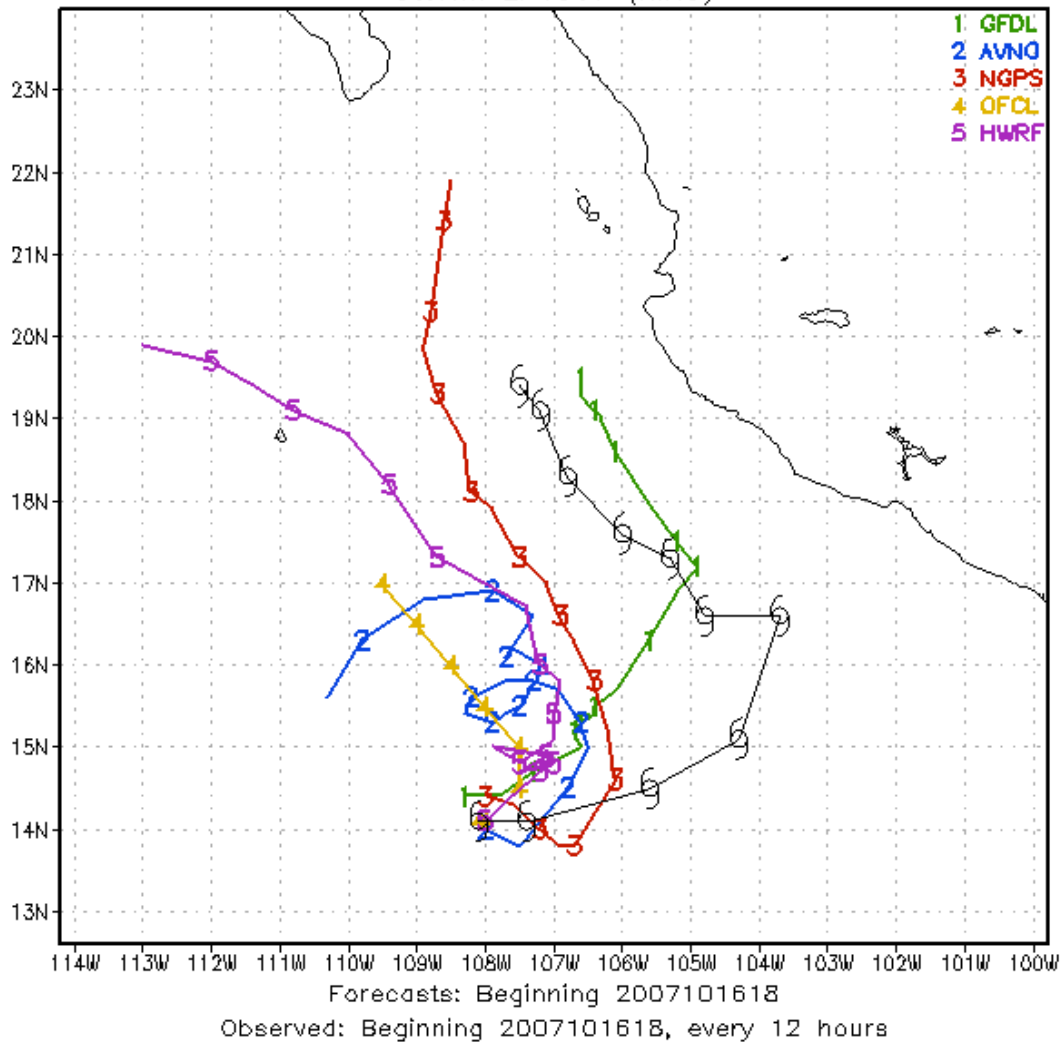 1 GFDL
2 AVNO
3 NGPS
4 OFCL
5 HWRF
23N
22N
21N
20N
19N
18N
17N
16N
15N
14N
13N
114W 113W 112W 111W 110W 109W 108W 107W 106W 105W 104W 103W 102W 101W 100W
Forecasts: Beginning 2007101618
Observed: Beginning 2007101618, every 12 hours